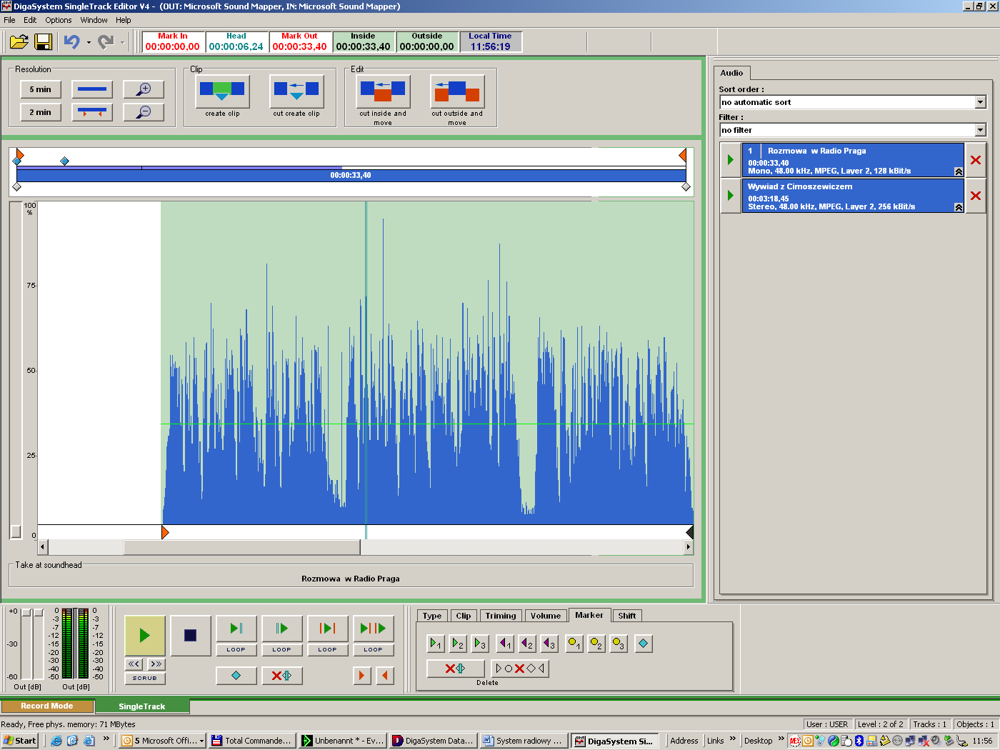 DigaSystem SingleTrack Editor V4 - (OUT: Microsoft Sound Mapper, IN: Microsoft Sound Mapper)
File Edit Options Window Help
Mark In Head Mark Out Inside Outside Local Time
00:00:00,00 00:00:06,24 00:00:33,40 00:00:33,40 00:00:00,00 11:56:19
Resolution Clip Edit
5 min
2 min
create clip cut create clip cut inside and move cut outside and move
00:00:33,40
100
%
75
50
25
0
Take at soundhead
Rozmowa w Radio Praga
Audio
Sort order :
no automatic sort
Filter :
no filter
1 Rozmowa w Radio Praga
00:00:33,40
Mono, 48.00 kHz, MPEG, Layer 2, 128 kBit/s
Wywiad z Cimoszewiczem
00:03:18,45
Stereo, 48.00 kHz, MPEG, Layer 2, 256 kBit/s
+0
-30
-60
Out [dB]
0 0
-3 -3
-7 -7
-12 -12
-15 -15
-20 -20
-30 -30
-40 -40
-50 -50
Out [dB]
LOOP LOOP LOOP LOOP
<< >>
SCRUB
Type Clip Trimming Volume Marker Shift
1 2 3 1 2 3 1 2 3
Delete
Record Mode SingleTrack
Ready, Free phys. memory: 71 MBytes
User : USER Level : 2 of 2 Tracks : 1 Objects : 1
Start » 5 Microsoft Offi... Total Commande... Unbenannt * - Ev... DigaSystem Data... System radiowy ... DigaSystem Si... Address Links » Desktop » 11:56